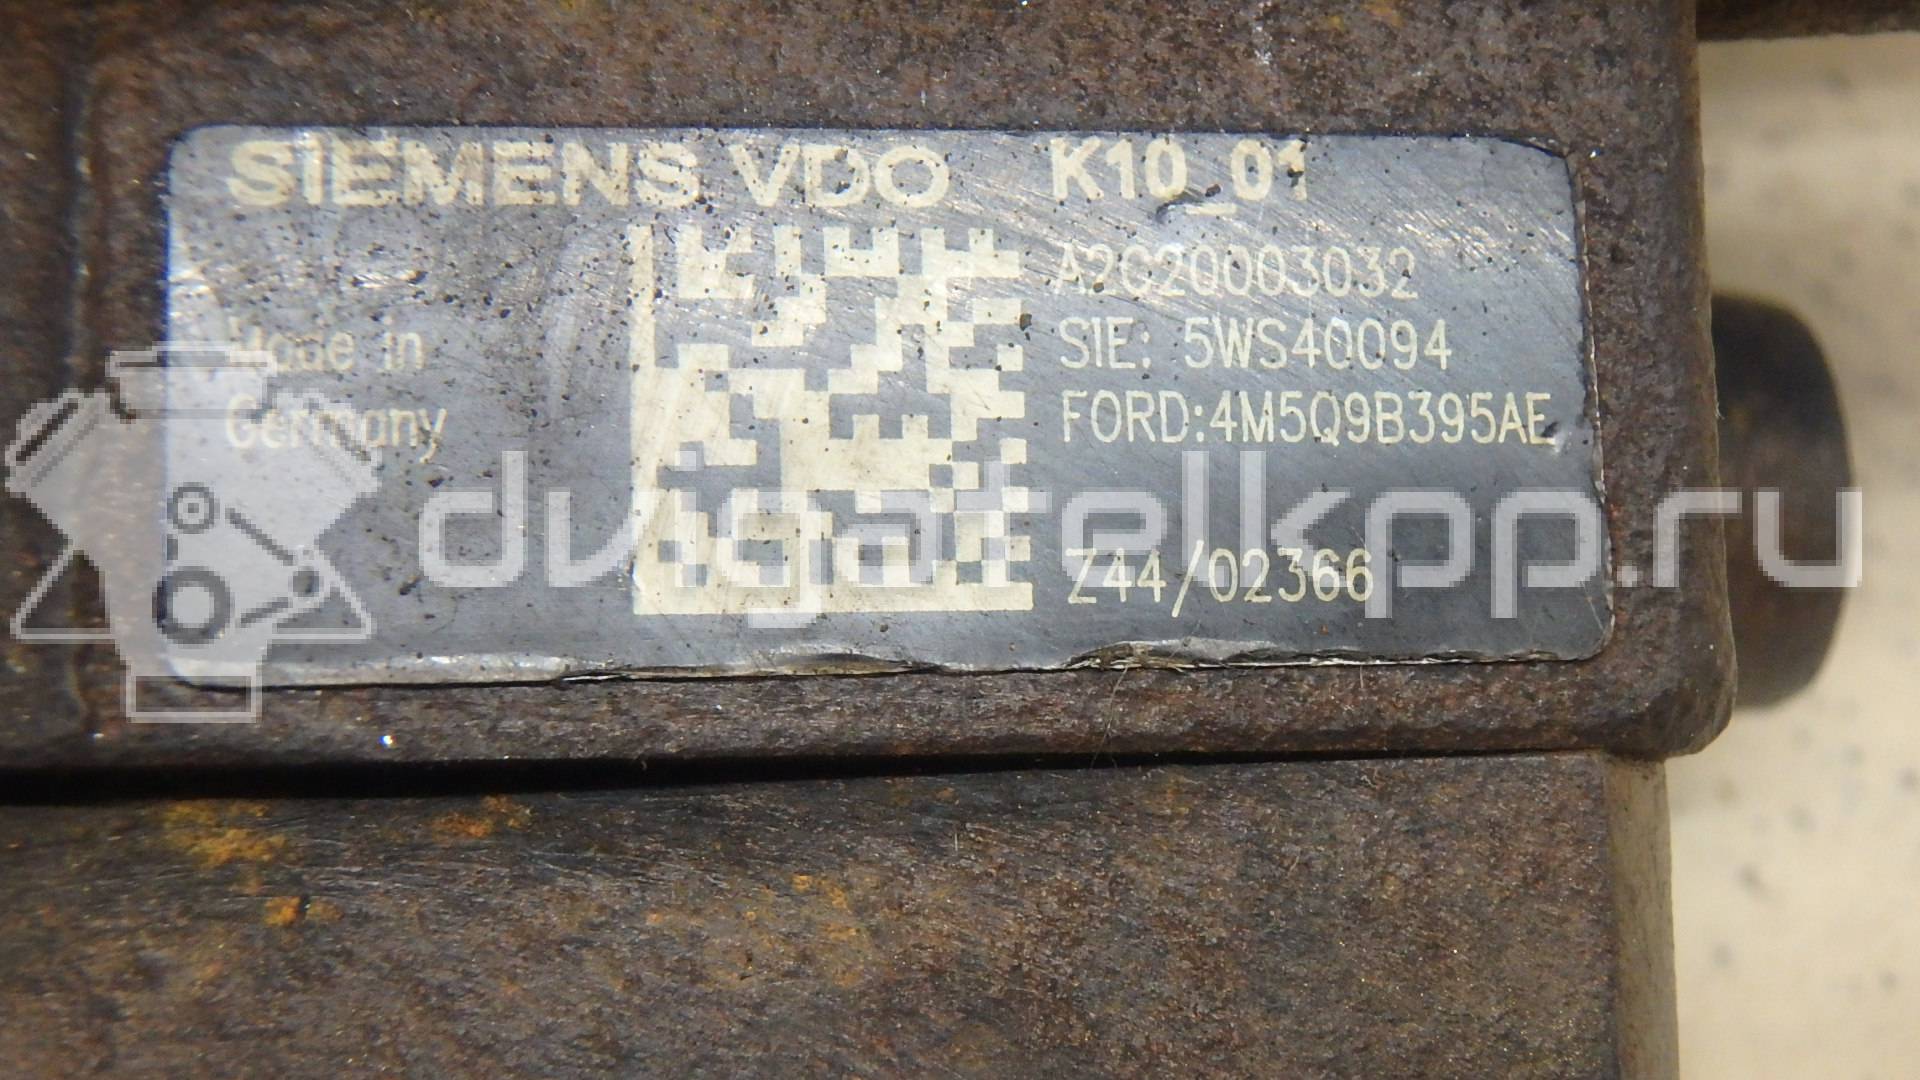 SIEMENS VDO K10_01
A2C20003032
Made in
SIE: 5WS40094
Germany
FORD:4M5Q9B395AE
dvigatelkpp.ru
Z44/02366